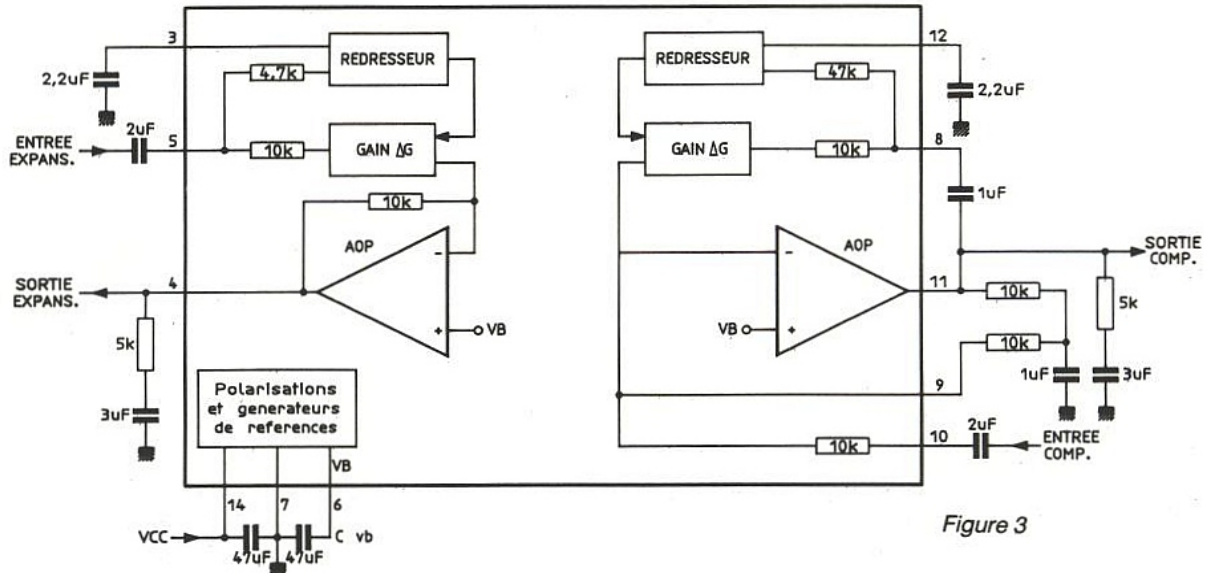 3
REDRESSEUR
2,2uF
4,7k
2uF
ENTREE
EXPANS.
5
10k
GAIN ΔG
10k
AOP
-
+
VB
SORTIE
EXPANS.
4
5k
3uF
Polarisations
et generateurs
de references
VB
14
7
6
VCC
47uF
47uF
C vb
REDRESSEUR
12
47k
2,2uF
GAIN ΔG
10k
8
1uF
AOP
-
VB
+
11
SORTIE
COMP.
10k
5k
10k
9
1uF
3uF
10k
10
2uF
ENTREE
COMP.
Figure 3